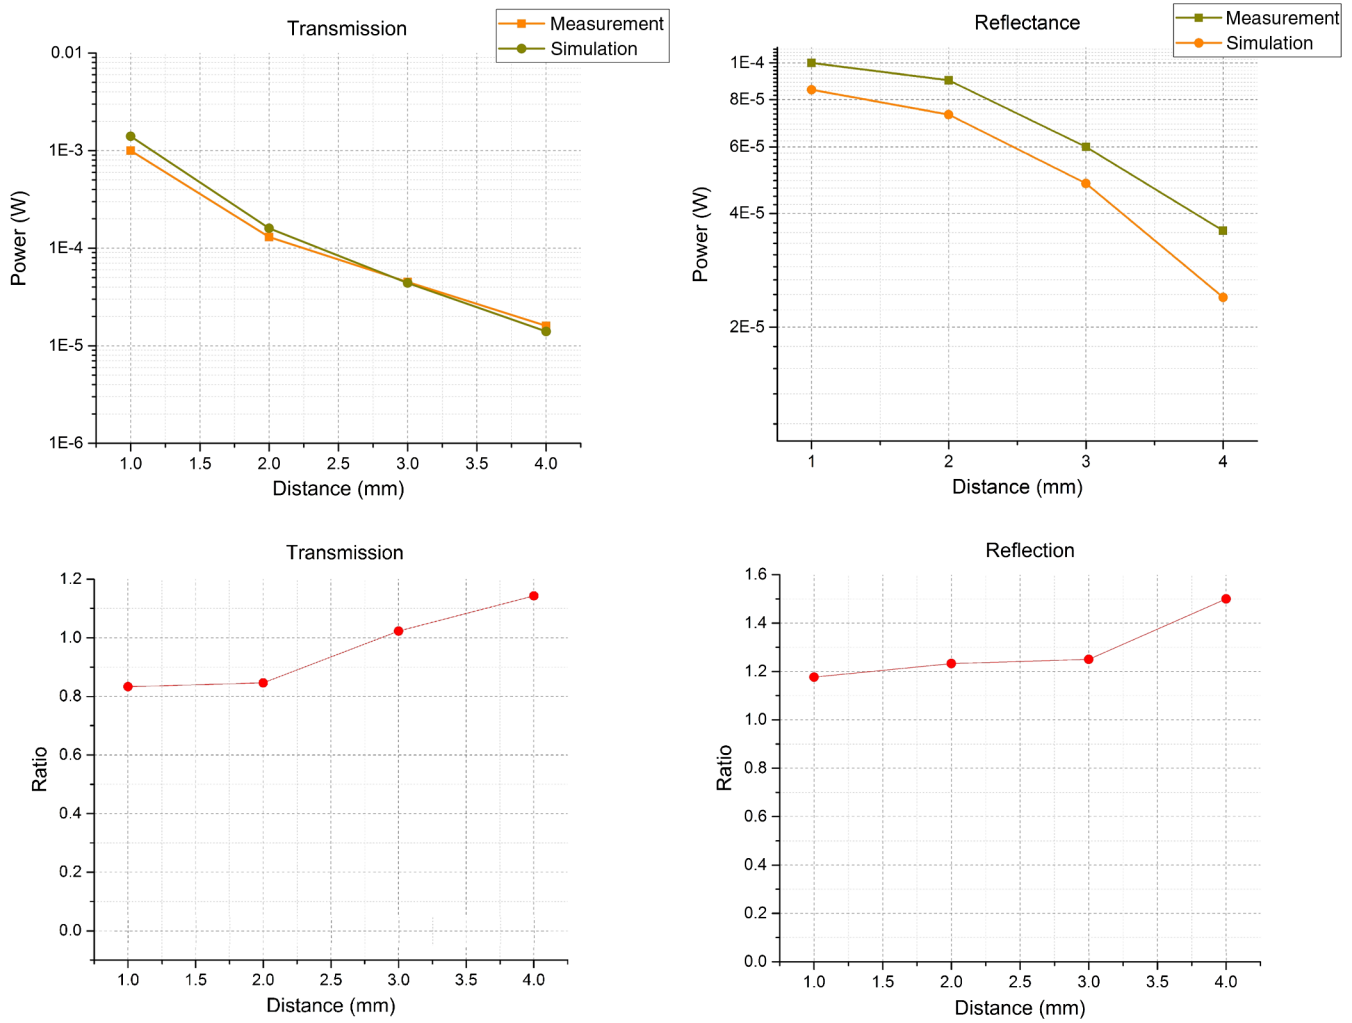 Transmission
Measurement
Simulation
0.01
1E-3
1E-4
1E-5
1E-6
Power (W)
1.0 1.5 2.0 2.5 3.0 3.5 4.0
Distance (mm)
Reflectance
Measurement
Simulation
1E-4
8E-5
6E-5
4E-5
2E-5
Power (W)
1 2 3 4
Distance (mm)
Transmission
1.2
1.0
0.8
0.6
0.4
0.2
0.0
Ratio
1.0 1.5 2.0 2.5 3.0 3.5 4.0
Distance (mm)
Reflection
1.6
1.4
1.2
1.0
0.8
0.6
0.4
0.2
0.0
Ratio
1.0 1.5 2.0 2.5 3.0 3.5 4.0
Distance (mm)